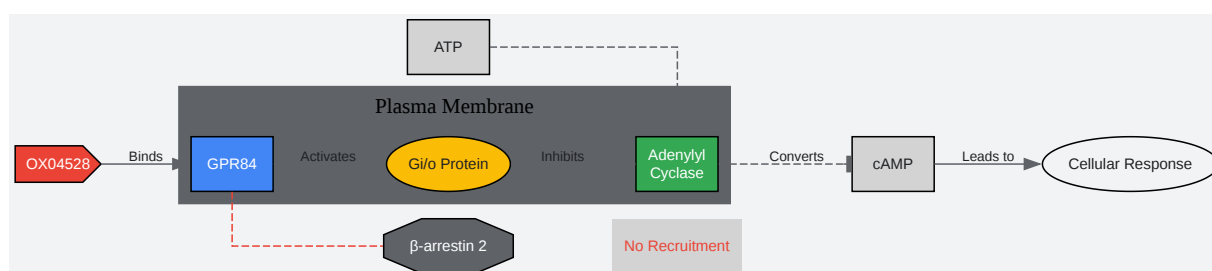 ATP
Plasma Membrane
OX04528
Binds
GPR84
Activates
Gi/o Protein
Inhibits
Adenylyl
Cyclase
Converts
cAMP
Leads to
Cellular Response
β-arrestin 2
No Recruitment